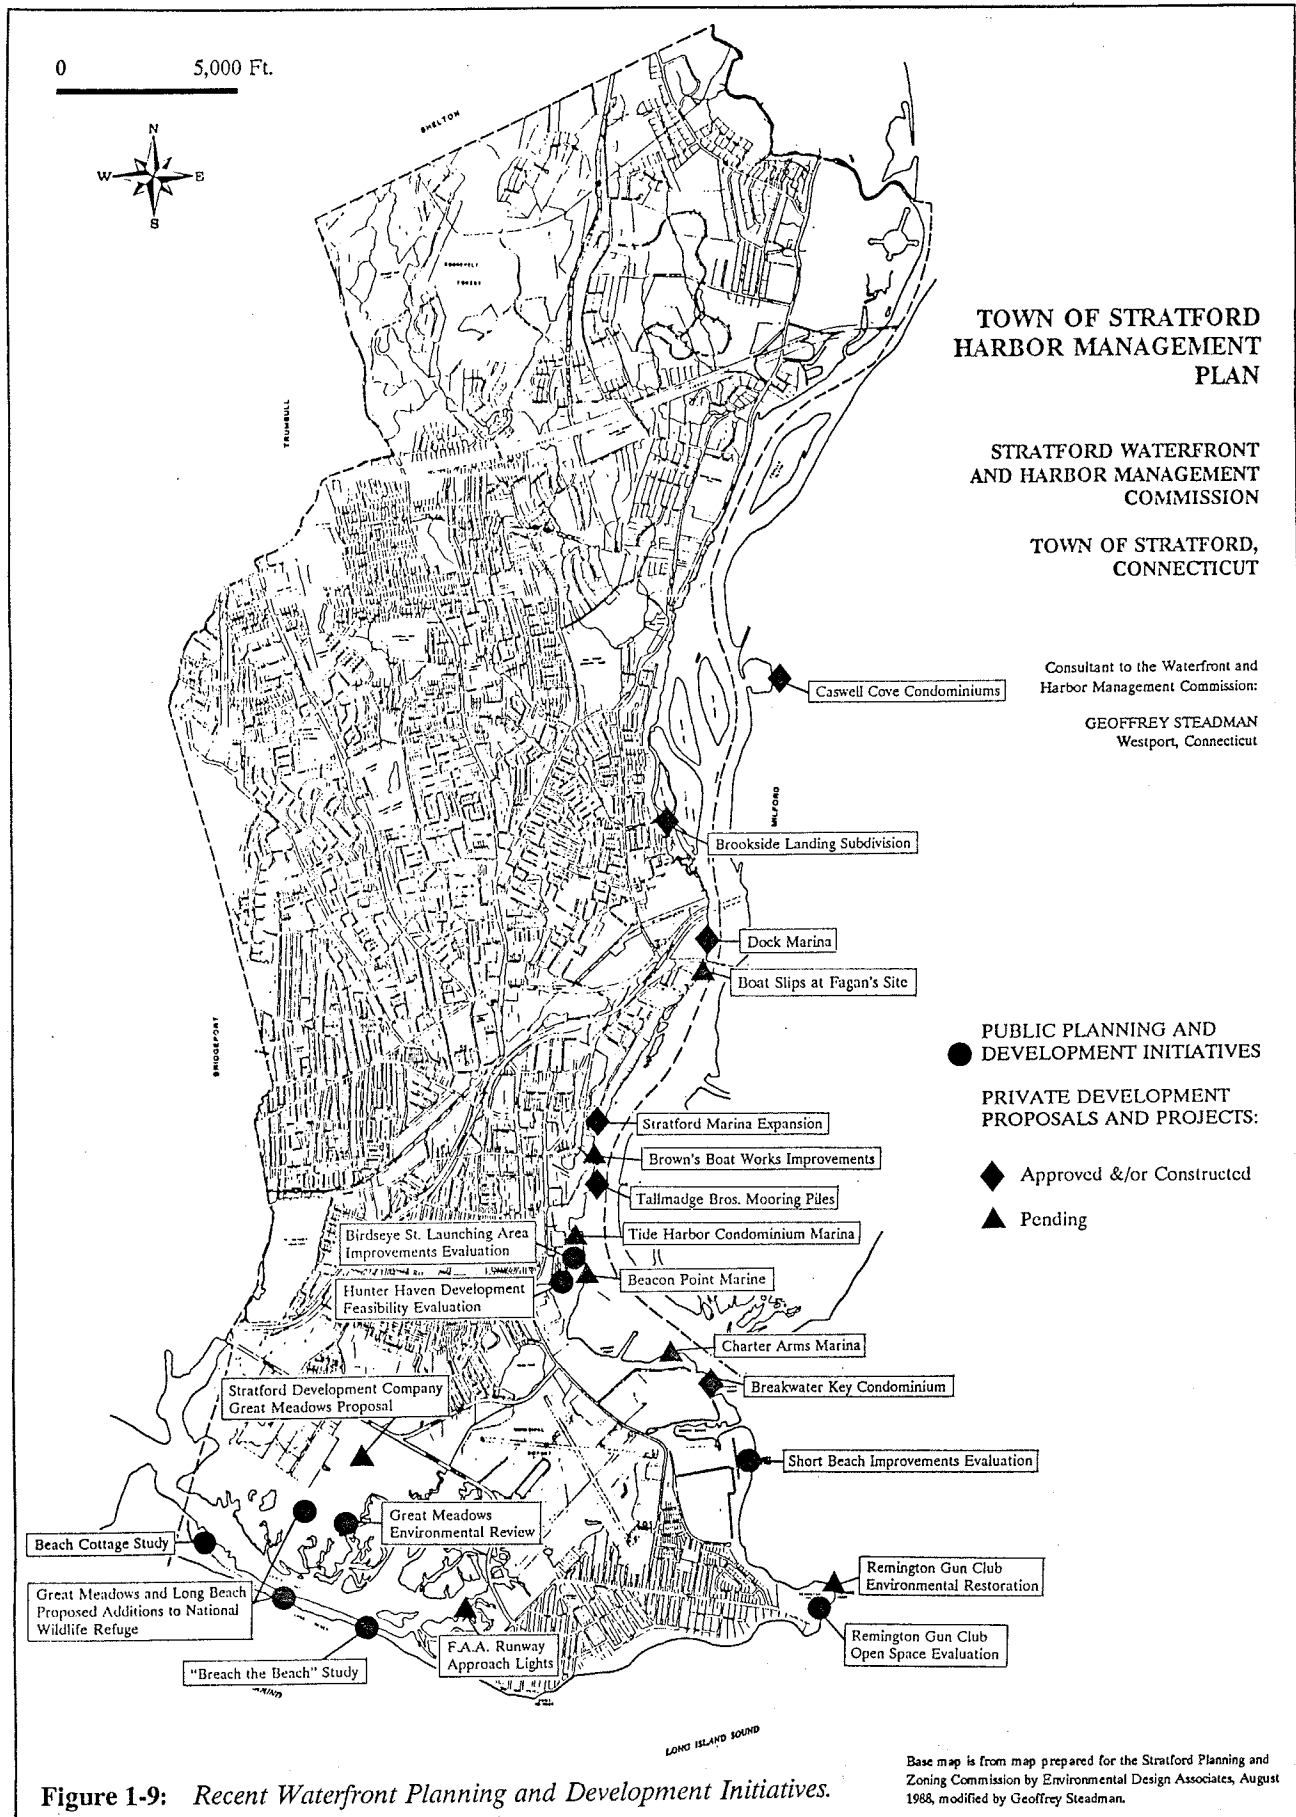 0 5,000 Ft.
N
W E
S
SHELTON
ROOSEVELT
FOREST
TRUMBULL
TOWN OF STRATFORD
HARBOR MANAGEMENT
PLAN
STRATFORD WATERFRONT
AND HARBOR MANAGEMENT
COMMISSION
TOWN OF STRATFORD,
CONNECTICUT
Consultant to the Waterfront and
Harbor Management Commission:
GEOFFREY STEADMAN
Westport, Connecticut
Caswell Cove Condominiums
MILFORD
Brookside Landing Subdivision
Dock Marina
Boat Slips at Fagan's Site
BRIDGEPORT
PUBLIC PLANNING AND
DEVELOPMENT INITIATIVES
PRIVATE DEVELOPMENT
PROPOSALS AND PROJECTS:
Approved &/or Constructed
Pending
Stratford Marina Expansion
Brown's Boat Works Improvements
Tallmadge Bros. Mooring Piles
Tide Harbor Condominium Marina
Birdseye St. Launching Area
Improvements Evaluation
Beacon Point Marine
Hunter Haven Development
Feasibility Evaluation
Charter Arms Marina
Breakwater Key Condominium
Stratford Development Company
Great Meadows Proposal
Short Beach Improvements Evaluation
Great Meadows
Environmental Review
Beach Cottage Study
Remington Gun Club
Environmental Restoration
Great Meadows and Long Beach
Proposed Additions to National
Wildlife Refuge
Remington Gun Club
Open Space Evaluation
F.A.A. Runway
Approach Lights
"Breach the Beach" Study
LONG ISLAND SOUND
Figure 1-9: Recent Waterfront Planning and Development Initiatives.
Base map is from map prepared for the Stratford Planning and
Zoning Commission by Environmental Design Associates, August
1988, modified by Geoffrey Steadman.